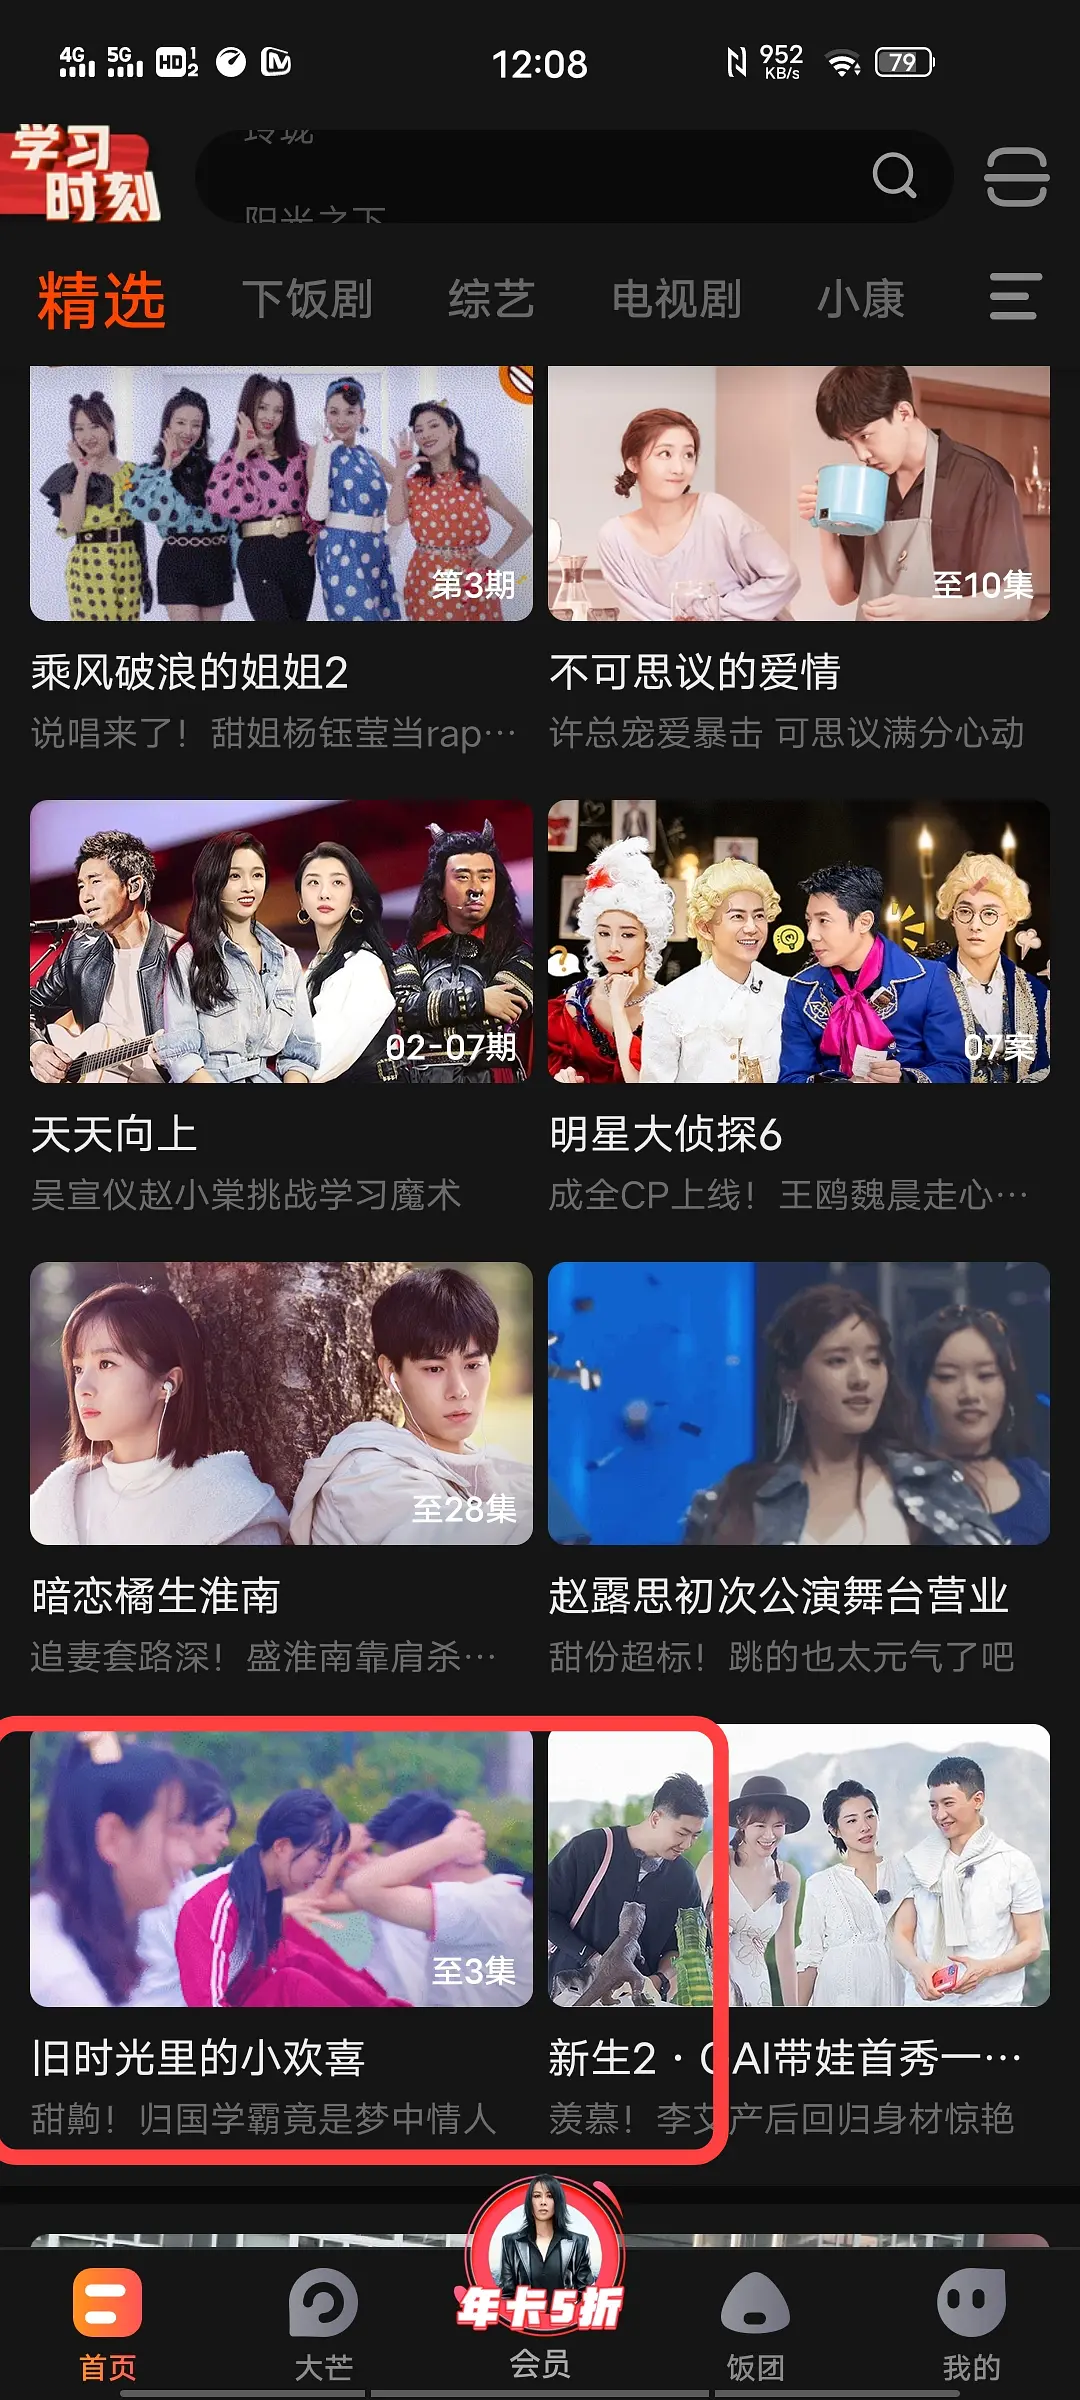 4G 5G HD 1 2
12:08
952 KB/s
79
学习
时刻
玲珑
阳光之下
精选 下饭剧 综艺 电视剧 小康
第3期
至10集
乘风破浪的姐姐2
不可思议的爱情
说唱来了！甜姐杨钰莹当rap…
许总宠爱暴击 可思议满分心动
02-07期
07案
天天向上
明星大侦探6
吴宣仪赵小棠挑战学习魔术
成全CP上线！王鸥魏晨走心…
至28集
暗恋橘生淮南
赵露思初次公演舞台营业
追妻套路深！盛淮南靠肩杀…
甜份超标！跳的也太元气了吧
至3集
旧时光里的小欢喜
新生2·GAI带娃首秀一…
甜齁！归国学霸竟是梦中情人
羡慕！李艾产后回归身材惊艳
年卡5折
首页 大芒 会员 饭团 我的